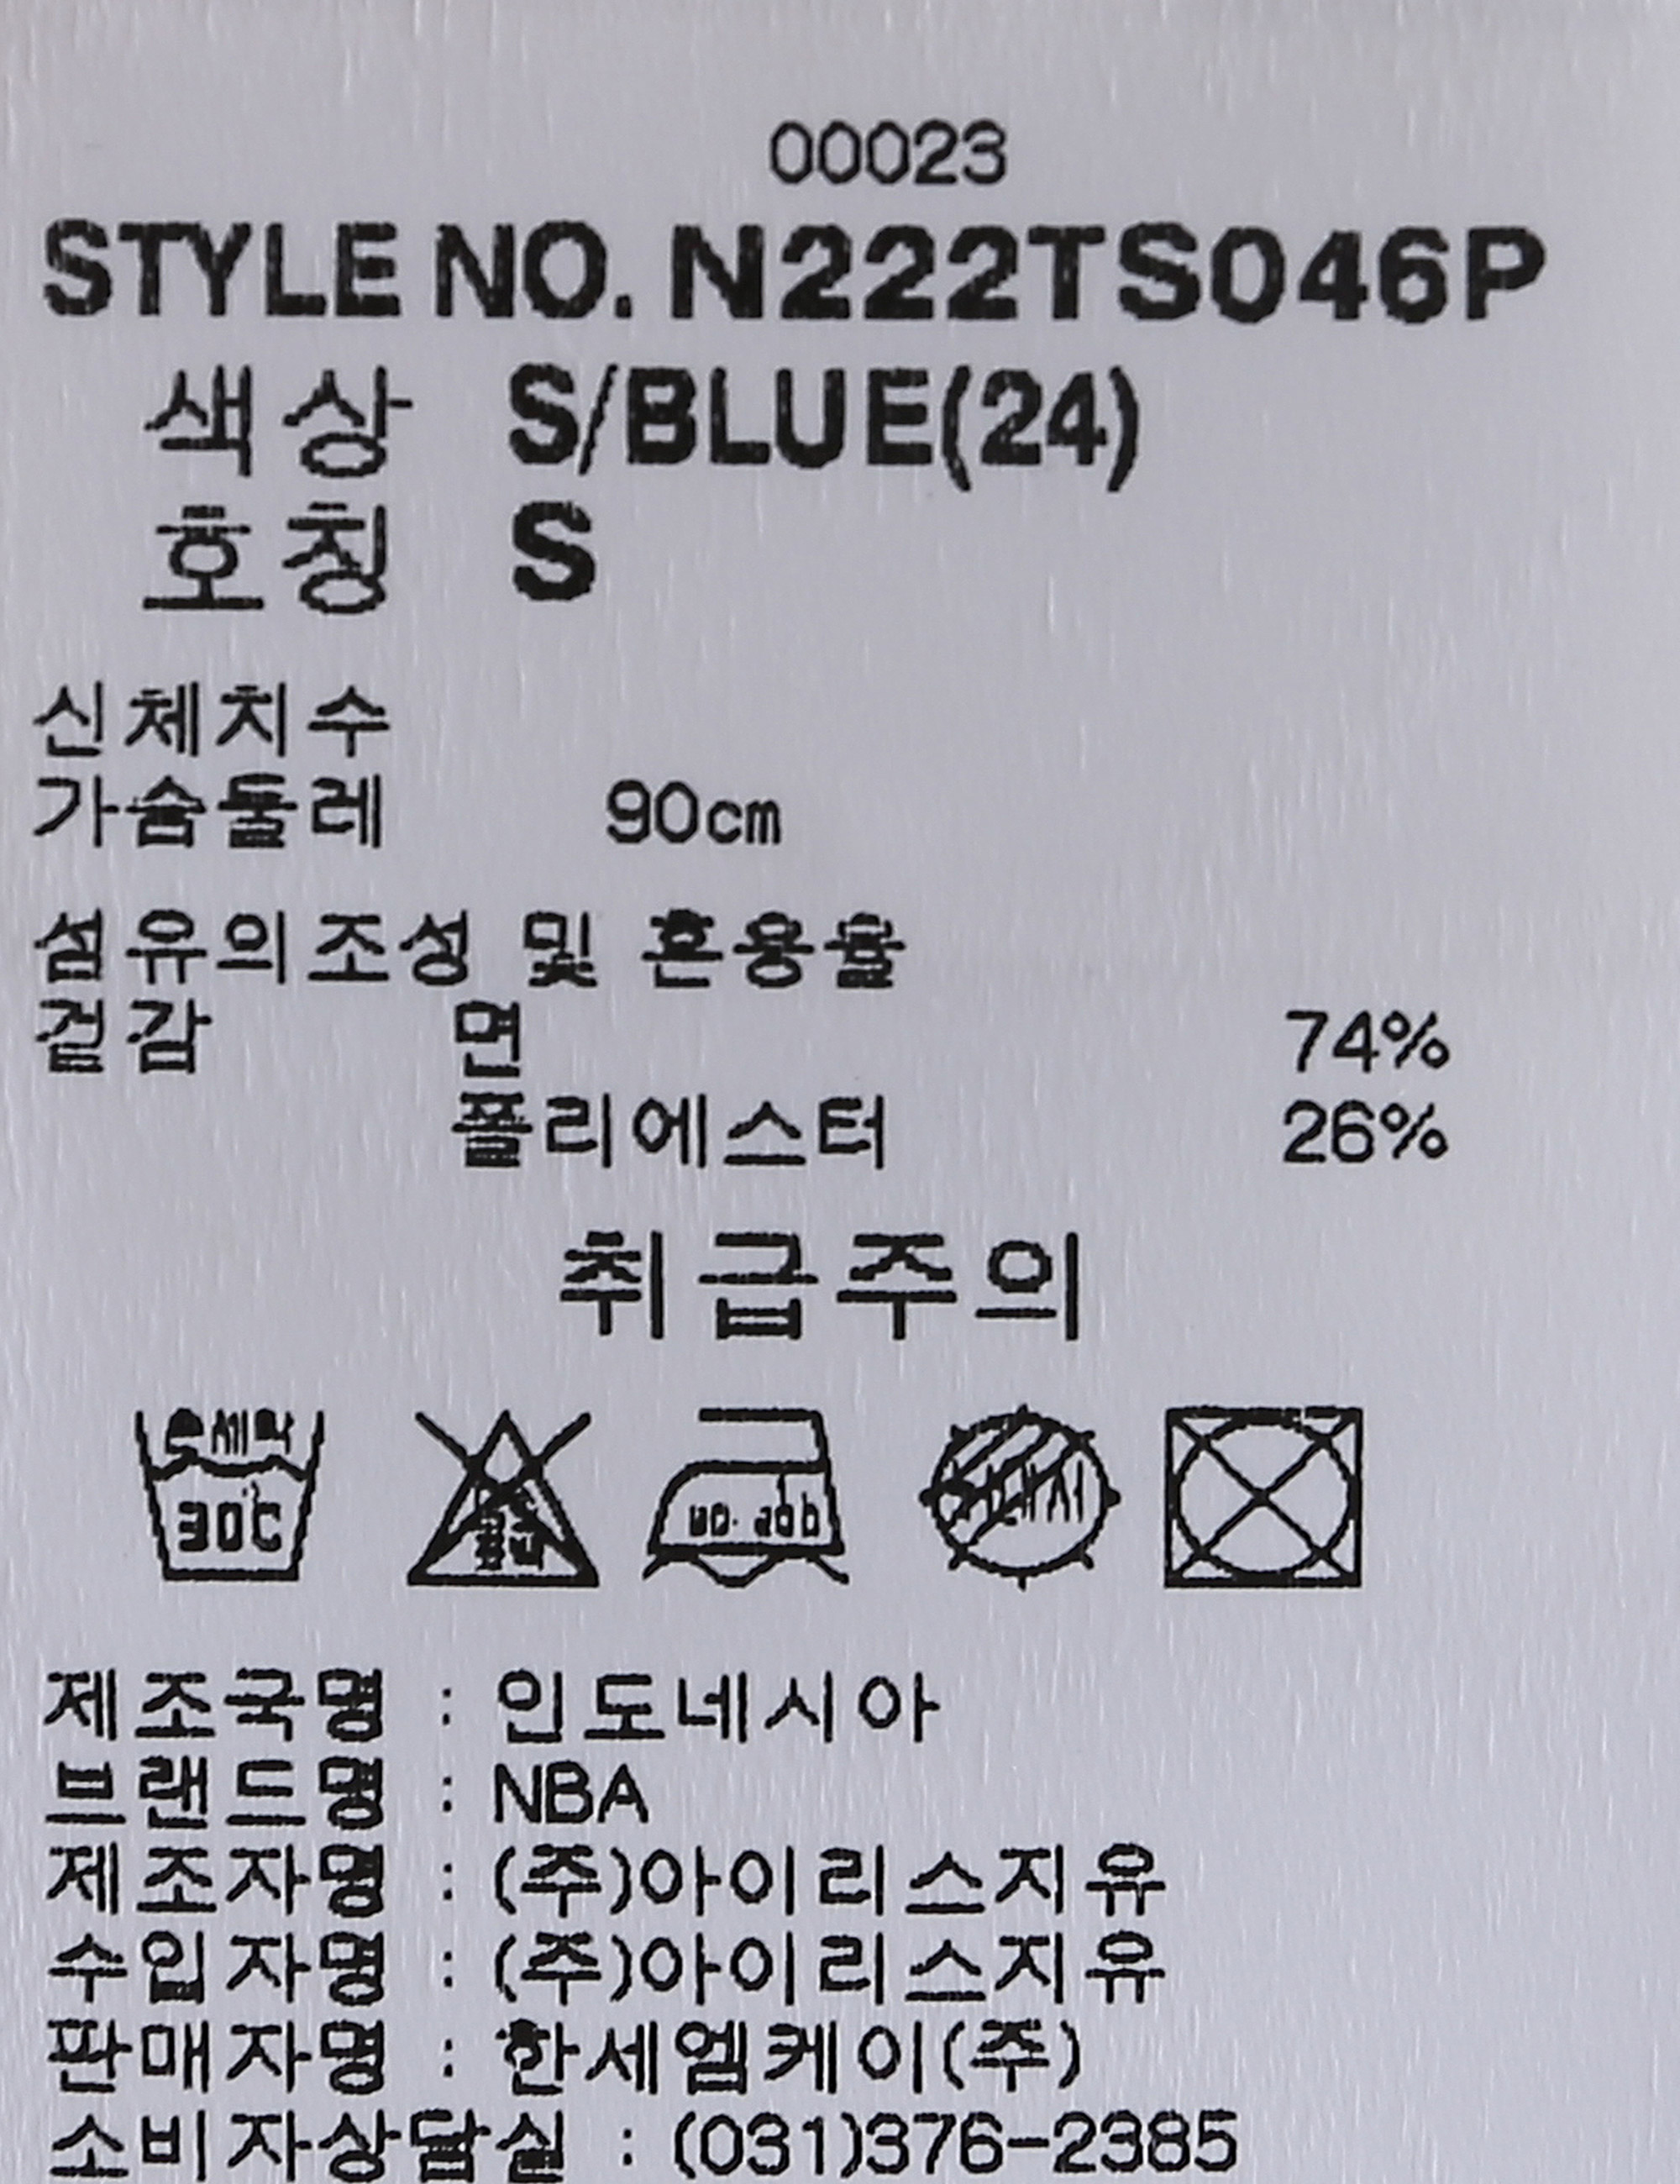 00023
STYLE NO. N222TS046P
색상 S/BLUE(24)
호칭 S
신체치수
가슴둘레 90cm
섬유의조성 및 혼용율
겉감 면 74%
폴리에스터 26%
취급주의
30℃
제조국명 : 인도네시아
브랜드명 : NBA
제조자명 : (주)아이리스지유
수입자명 : (주)아이리스지유
판매자명 : 한세엠케이(주)
소비자상담실 : (031)376-2385